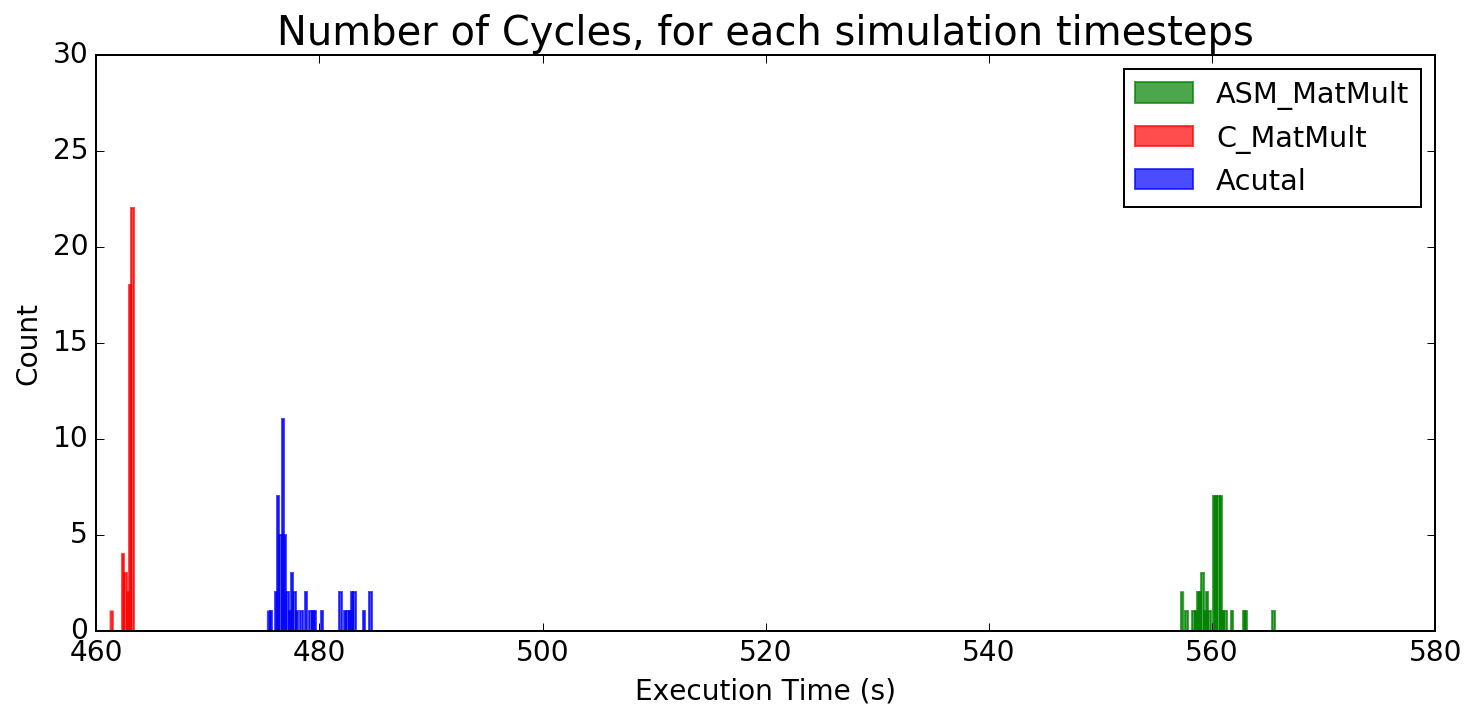 Number of Cycles, for each simulation timesteps
30
25
20
15
10
5
0
Count
ASM_MatMult
C_MatMult
Acutal
460 480 500 520 540 560 580
Execution Time (s)